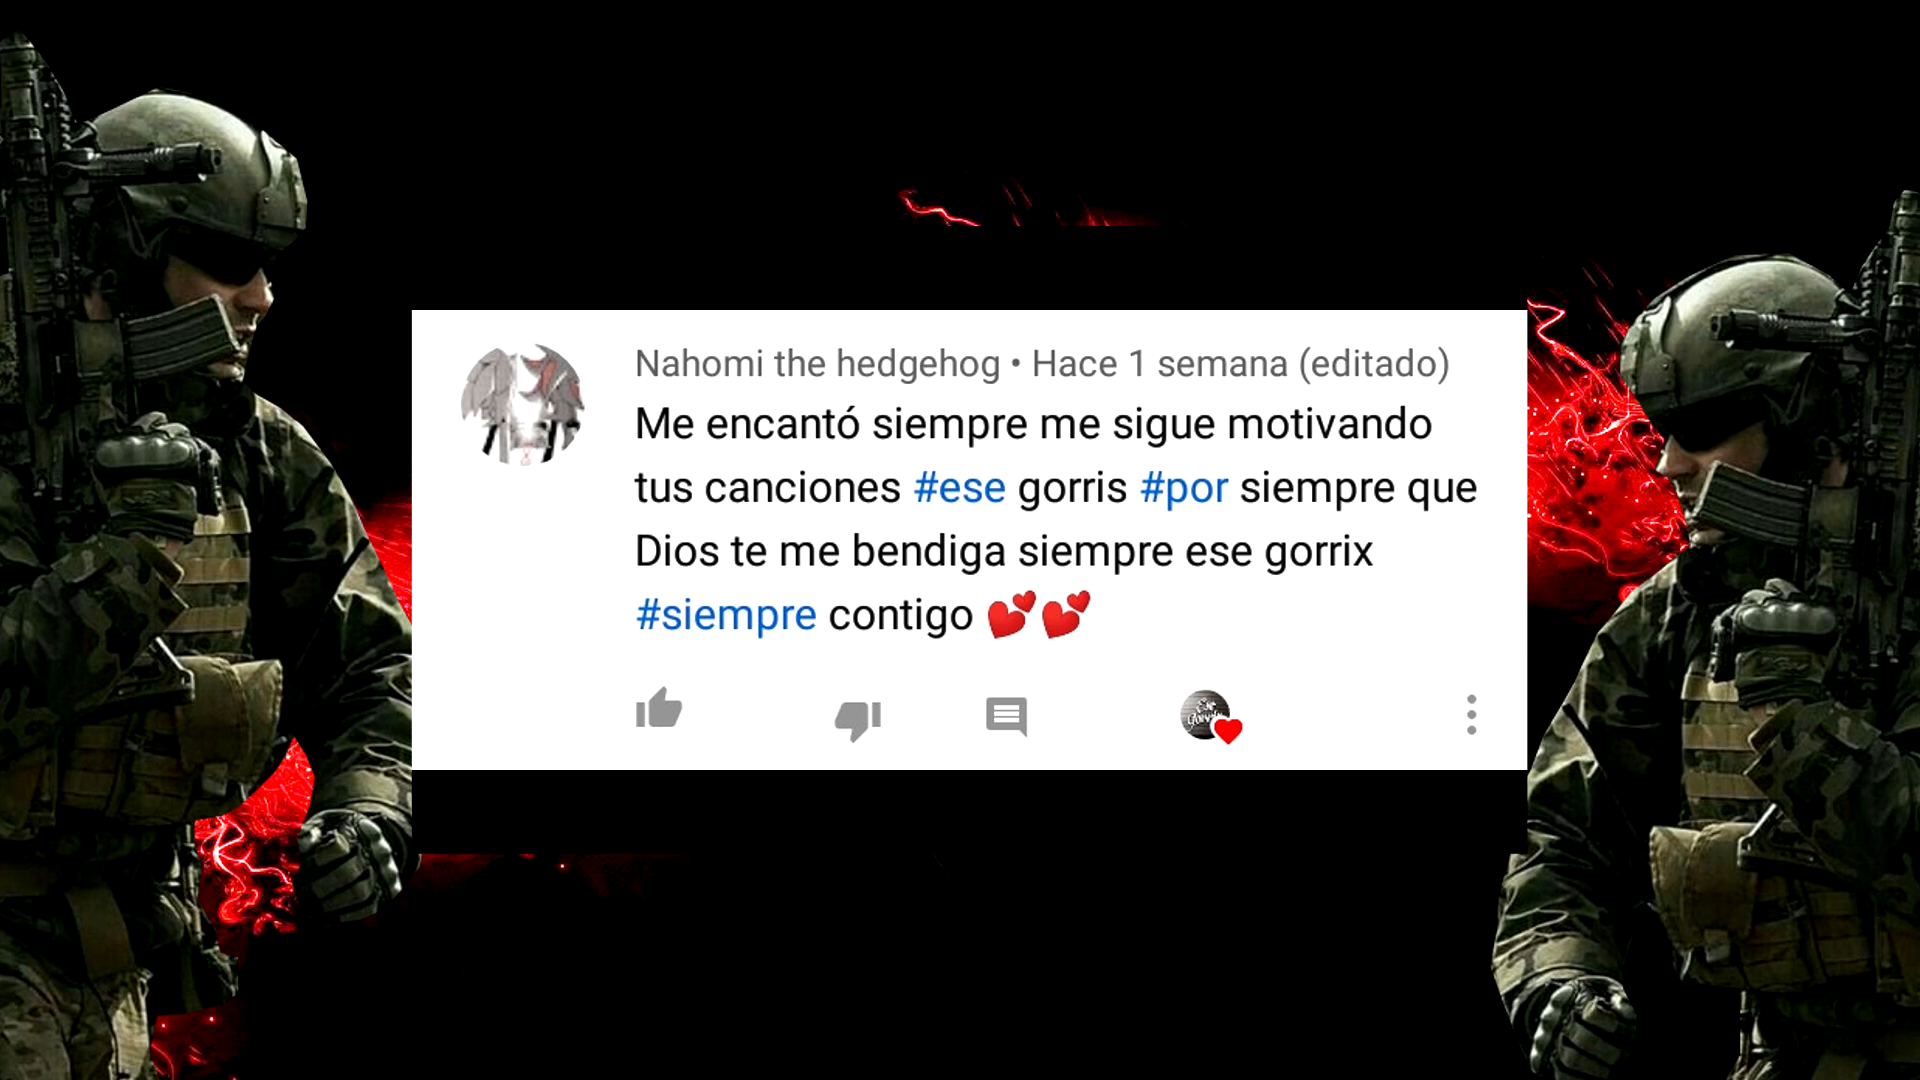 Nahomi the hedgehog • Hace 1 semana (editado)
Me encantó siempre me sigue motivando
tus canciones #ese gorris #por siempre que
Dios te me bendiga siempre ese gorrix
#siempre contigo 💕💕